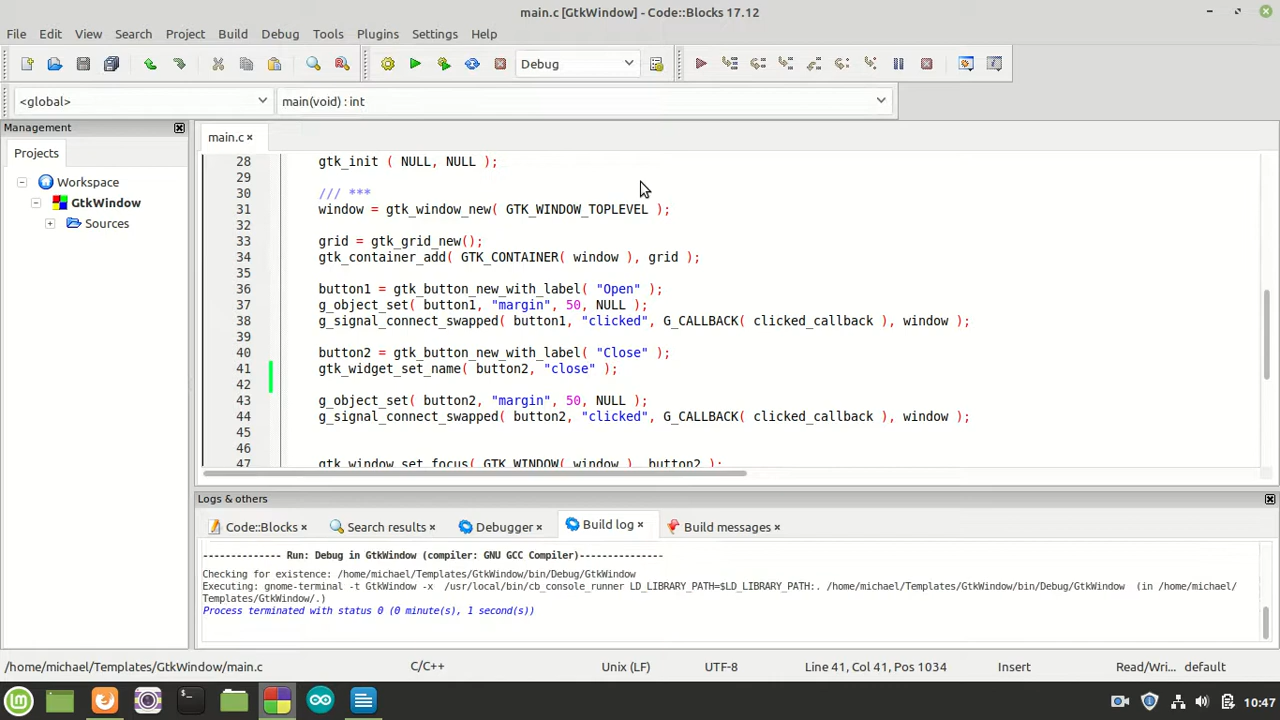 main.c [GtkWindow] - Code::Blocks 17.12
File Edit View Search Project Build Debug Tools Plugins Settings Help
Debug
<global> main(void) : int
Management
main.c
Projects
Workspace
GtkWindow
Sources
28 gtk_init ( NULL, NULL );
29
30 /// ***
31 window = gtk_window_new( GTK_WINDOW_TOPLEVEL );
32
33 grid = gtk_grid_new();
34 gtk_container_add( GTK_CONTAINER( window ), grid );
35
36 button1 = gtk_button_new_with_label( "Open" );
37 g_object_set( button1, "margin", 50, NULL );
38 g_signal_connect_swapped( button1, "clicked", G_CALLBACK( clicked_callback ), window );
39
40 button2 = gtk_button_new_with_label( "Close" );
41 gtk_widget_set_name( button2, "close" );
42
43 g_object_set( button2, "margin", 50, NULL );
44 g_signal_connect_swapped( button2, "clicked", G_CALLBACK( clicked_callback ), window );
45
46
47 gtk_window_set_focus( GTK_WINDOW( window ), button2 );
Logs & others
Code::Blocks Search results Debugger Build log Build messages
-------------- Run: Debug in GtkWindow (compiler: GNU GCC Compiler)---------------
Checking for existence: /home/michael/Templates/GtkWindow/bin/Debug/GtkWindow
Executing: gnome-terminal -t GtkWindow -x /usr/local/bin/cb_console_runner LD_LIBRARY_PATH=$LD_LIBRARY_PATH:. /home/michael/Templates/GtkWindow/bin/Debug/GtkWindow (in /home/michael/
Templates/GtkWindow/.)
Process terminated with status 0 (0 minute(s), 1 second(s))
/home/michael/Templates/GtkWindow/main.c C/C++ Unix (LF) UTF-8 Line 41, Col 41, Pos 1034 Insert Read/Wri... default
10:47